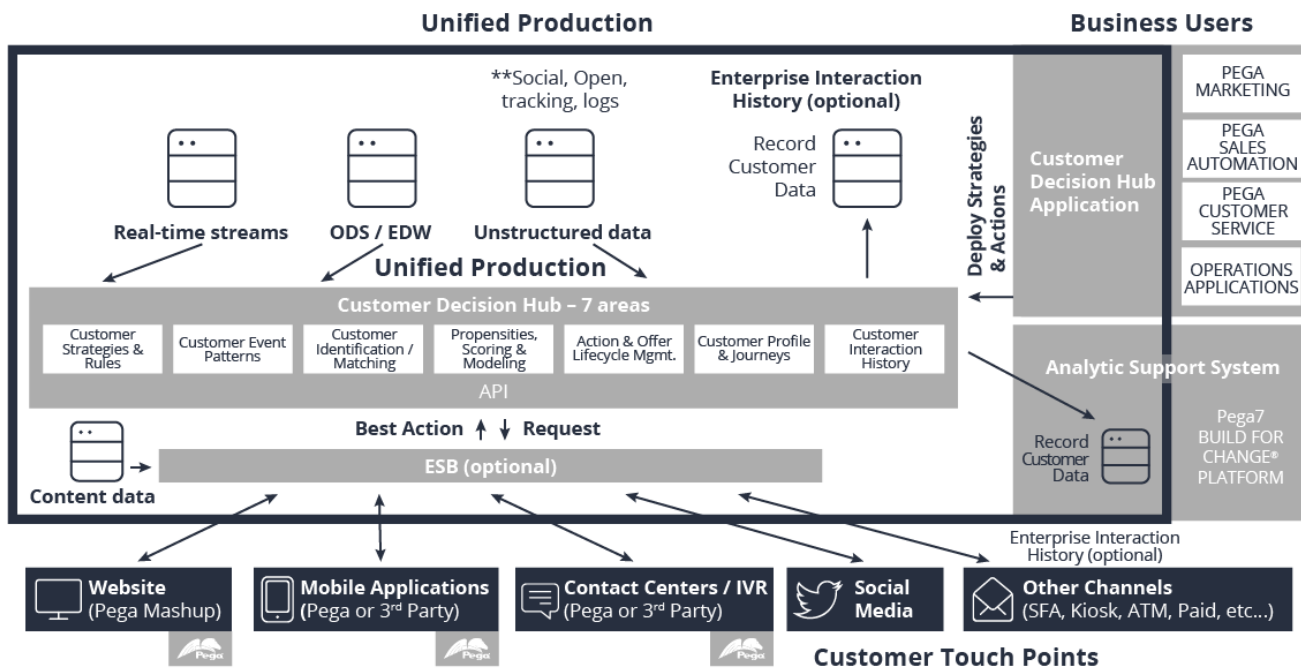 Unified Production
Business Users
**Social, Open,
tracking, logs
Enterprise Interaction
History (optional)
Record
Customer
Data
Real-time streams
ODS / EDW
Unstructured data
Deploy Strategies
& Actions
Customer
Decision Hub
Application
PEGA
MARKETING
PEGA
SALES
AUTOMATION
PEGA
CUSTOMER
SERVICE
OPERATIONS
APPLICATIONS
Unified Production
Customer Decision Hub – 7 areas
Customer
Strategies &
Rules
Customer Event
Patterns
Customer
Identification /
Matching
Propensities,
Scoring &
Modeling
Action & Offer
Lifecycle Mgmt.
Customer Profile
& Journeys
Customer
Interaction
History
API
Analytic Support System
Record
Customer
Data
Pega7
BUILD FOR
CHANGE®
PLATFORM
Best Action
Request
Content data
ESB (optional)
Enterprise Interaction
History (optional)
Website
(Pega Mashup)
Pega
Mobile Applications
(Pega or 3rd Party)
Pega
Contact Centers / IVR
(Pega or 3rd Party)
Pega
Social
Media
Other Channels
(SFA, Kiosk, ATM, Paid, etc...)
Customer Touch Points